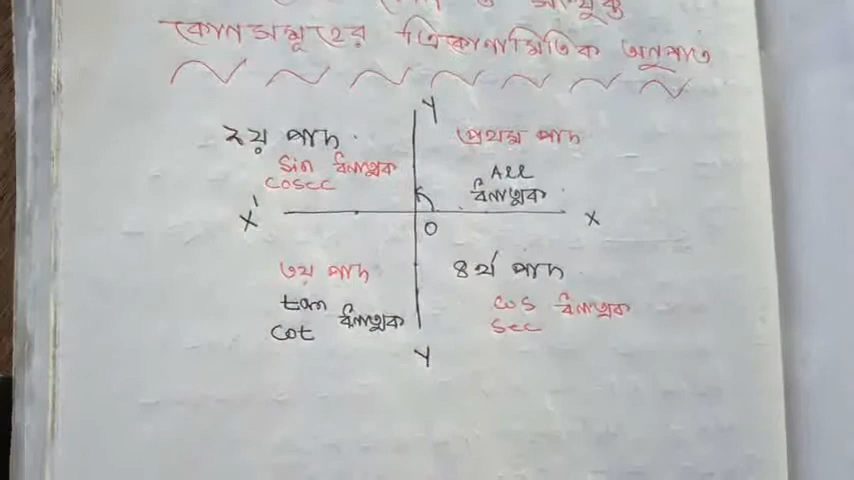 ও সংযুক্ত
কোনসমূহের ত্রিকোণমিতিক অনুপাত
Y
২য় পাদ
প্রথম পাদ
sin ধনাত্মক
cosec
All
ধনাত্মক
X'
O
X
৩য় পাদ
৪র্থ পাদ
tan
cot ধনাত্মক
cos ধনাত্মক
sec
Y